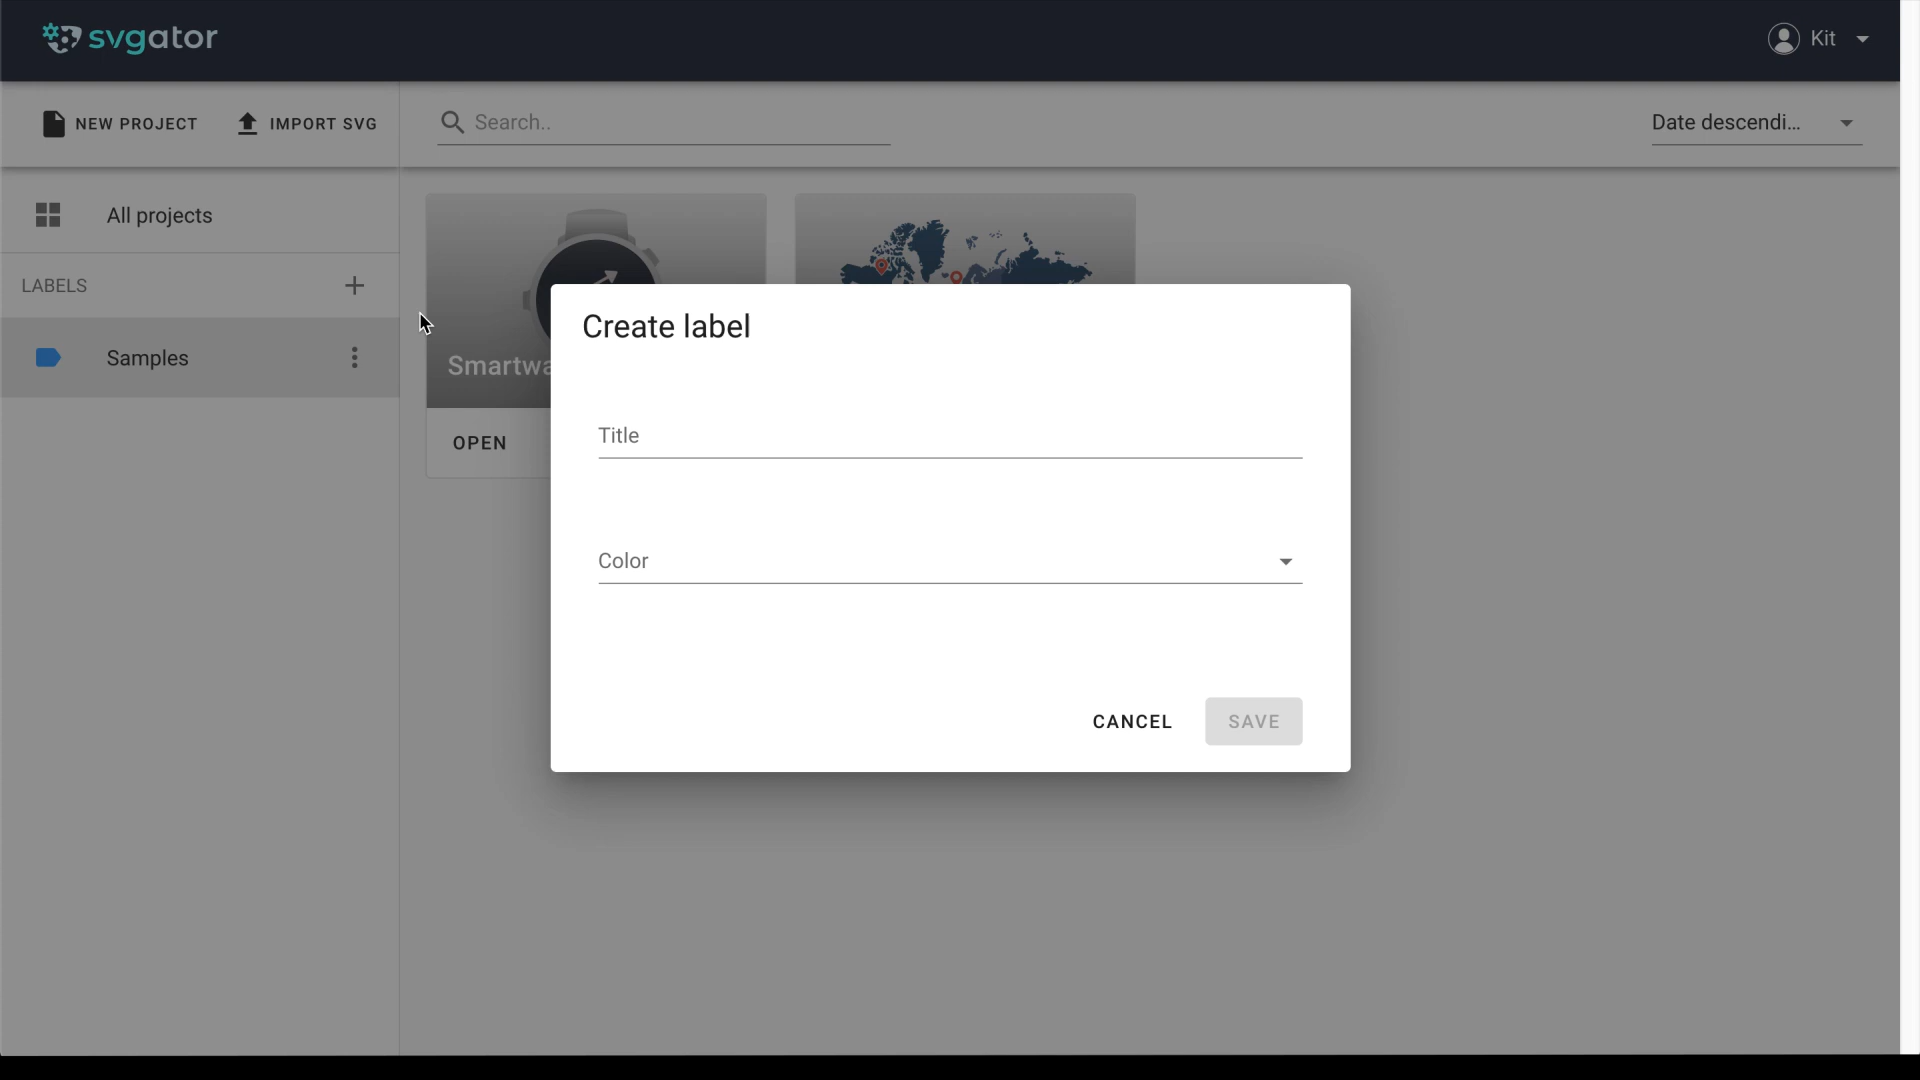 svgator
Kit
NEW PROJECT
IMPORT SVG
Search..
Date descendi...
All projects
LABELS
Samples
OPEN
Create label
Title
Color
CANCEL
SAVE